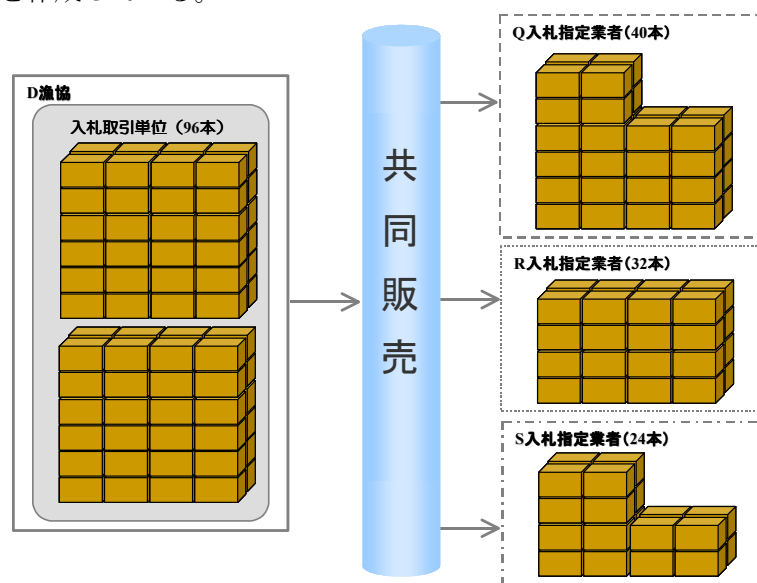 D漁協
入札取引単位（96本）
共同販売
Q入札指定業者（40本）
R入札指定業者（32本）
S入札指定業者（24本）